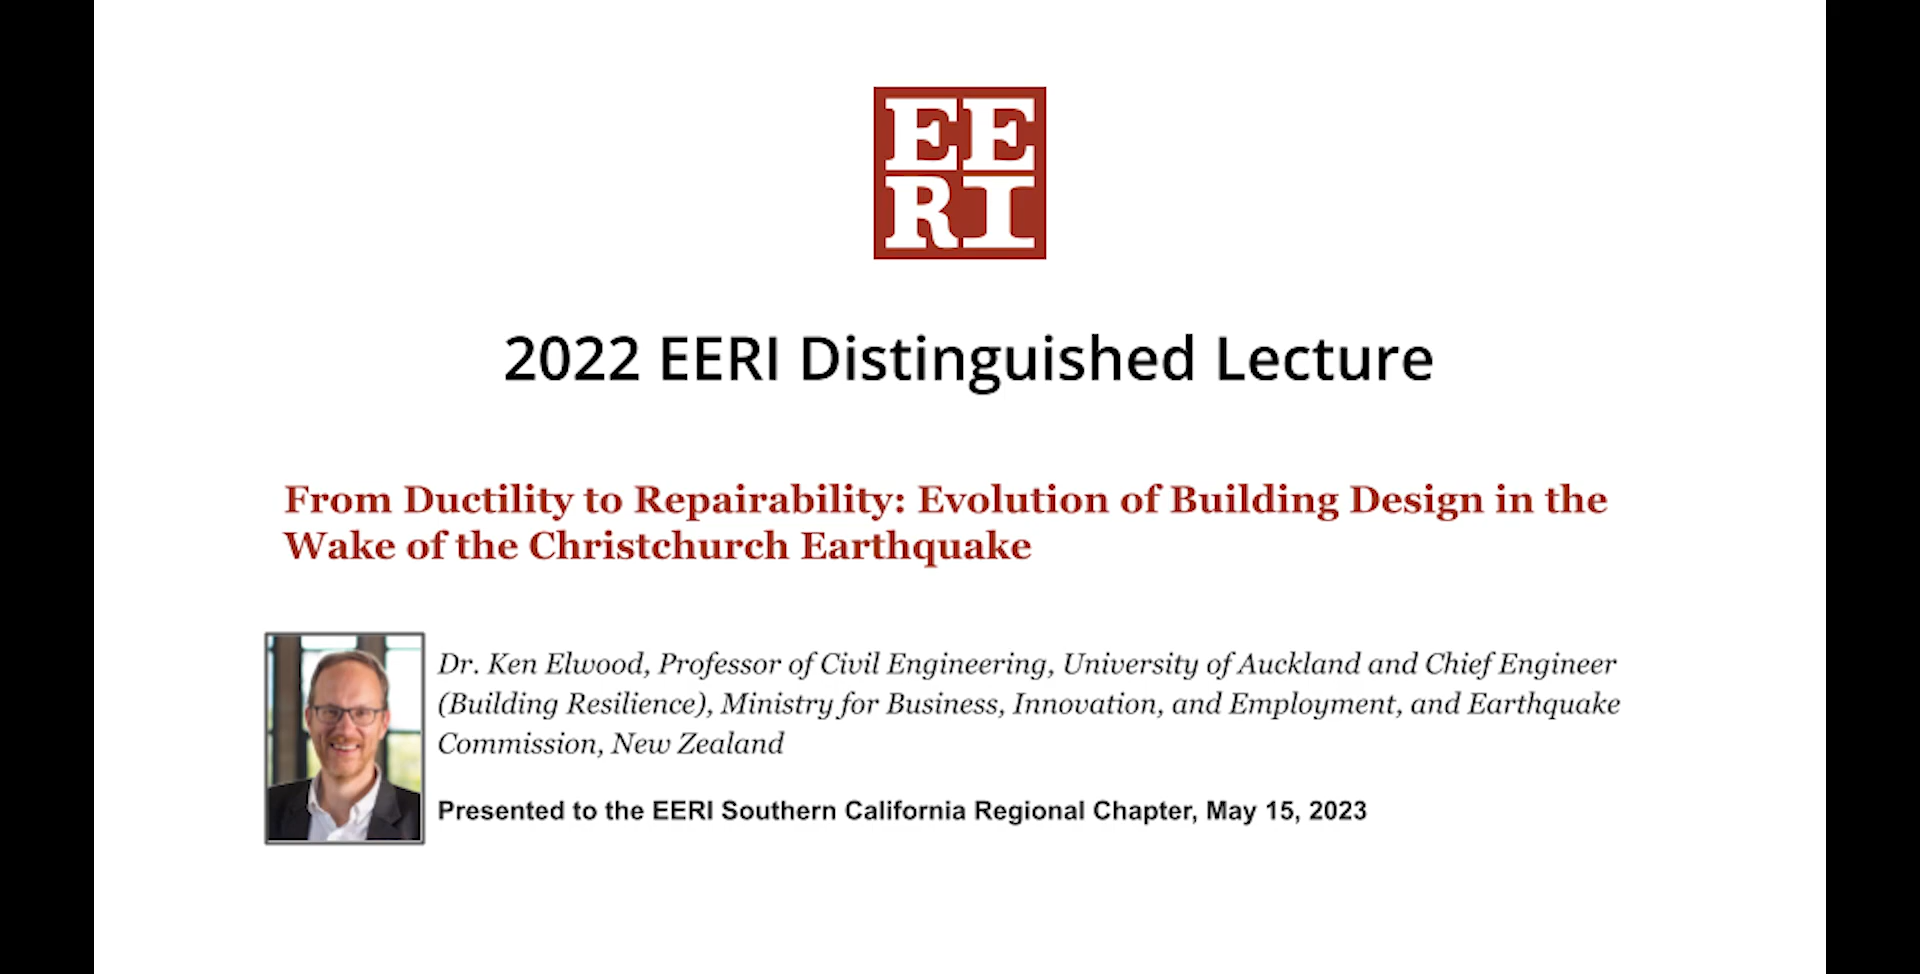 EE
RI
2022 EERI Distinguished Lecture
From Ductility to Repairability: Evolution of Building Design in the
Wake of the Christchurch Earthquake
Dr. Ken Elwood, Professor of Civil Engineering, University of Auckland and Chief Engineer
(Building Resilience), Ministry for Business, Innovation, and Employment, and Earthquake
Commission, New Zealand
Presented to the EERI Southern California Regional Chapter, May 15, 2023